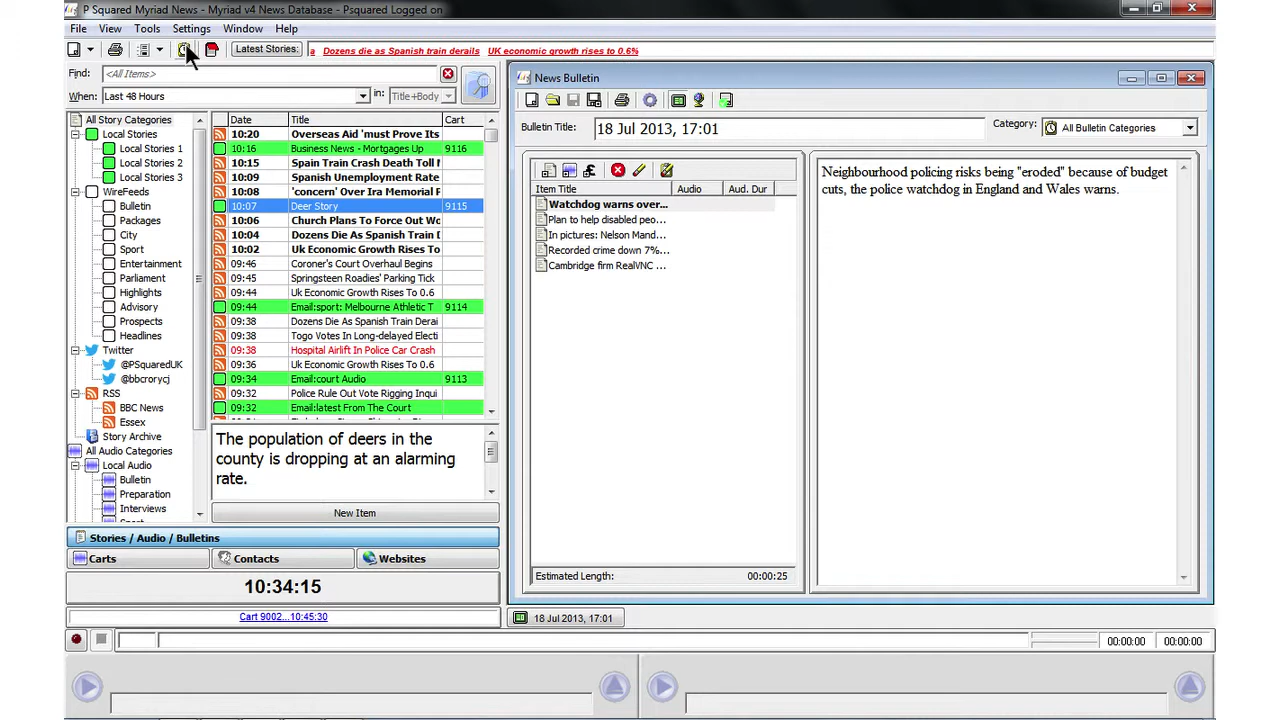 P Squared Myriad News - Myriad v4 News Database - Psquared Logged on
File View Tools Settings Window Help
Latest Stories: a Dozens die as Spanish train derails UK economic growth rises to 0.6%
Find: <All Items>
When: Last 48 Hours in: Title+Body
All Story Categories
Local Stories
Local Stories 1
Local Stories 2
Local Stories 3
WireFeeds
Bulletin
Packages
City
Sport
Entertainment
Parliament
Highlights
Advisory
Prospects
Headlines
Twitter
@PSquaredUK
@bbcrorycj
RSS
BBC News
Essex
Story Archive
All Audio Categories
Local Audio
Bulletin
Preparation
Interviews
Date Title Cart
10:20 Overseas Aid 'must Prove Its
10:16 Business News - Mortgages Up 9116
10:15 Spain Train Crash Death Toll
10:09 Spanish Unemployment Rate
10:08 'concern' Over Ira Memorial P
10:07 Deer Story 9115
10:06 Church Plans To Force Out Wo
10:04 Dozens Die As Spanish Train D
10:02 Uk Economic Growth Rises To
09:46 Coroner's Court Overhaul Begins
09:45 Springsteen Roadies' Parking Tick
09:44 Uk Economic Growth Rises To 0.6
09:44 Email:sport: Melbourne Athletic T 9114
09:38 Dozens Die As Spanish Train Derai
09:38 Togo Votes In Long-delayed Electi
09:38 Hospital Airlift In Police Car Crash
09:36 Uk Economic Growth Rises To 0.6
09:34 Email:court Audio 9113
09:32 Police Rule Out Vote Rigging Inqui
09:32 Email:latest From The Court
The population of deers in the
county is dropping at an alarming
rate.
New Item
Stories / Audio / Bulletins
Carts Contacts Websites
10:34:15
Cart 9002...10:45:30
News Bulletin
Bulletin Title: 18 Jul 2013, 17:01 Category: All Bulletin Categories
Item Title Audio Aud. Dur
Watchdog warns over...
Plan to help disabled peo...
In pictures: Nelson Mand...
Recorded crime down 7%...
Cambridge firm RealVNC ...
Estimated Length: 00:00:25
Neighbourhood policing risks being "eroded" because of budget
cuts, the police watchdog in England and Wales warns.
18 Jul 2013, 17:01
00:00:00 00:00:00